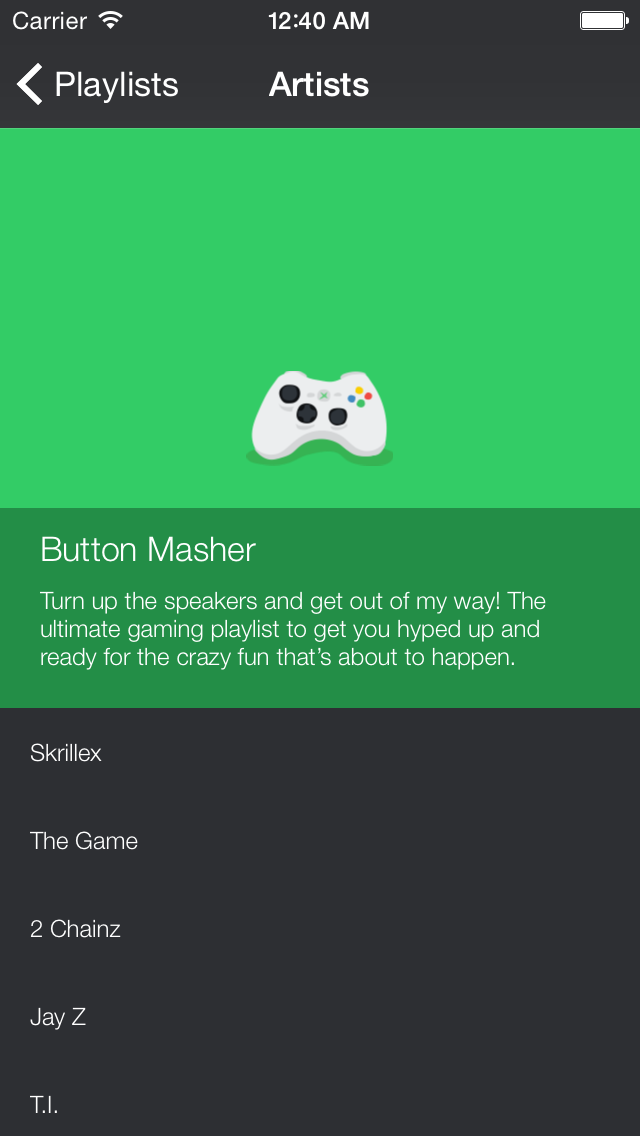 Carrier 12:40 AM
Playlists Artists
Button Masher
Turn up the speakers and get out of my way! The
ultimate gaming playlist to get you hyped up and
ready for the crazy fun that’s about to happen.
Skrillex
The Game
2 Chainz
Jay Z
T.I.